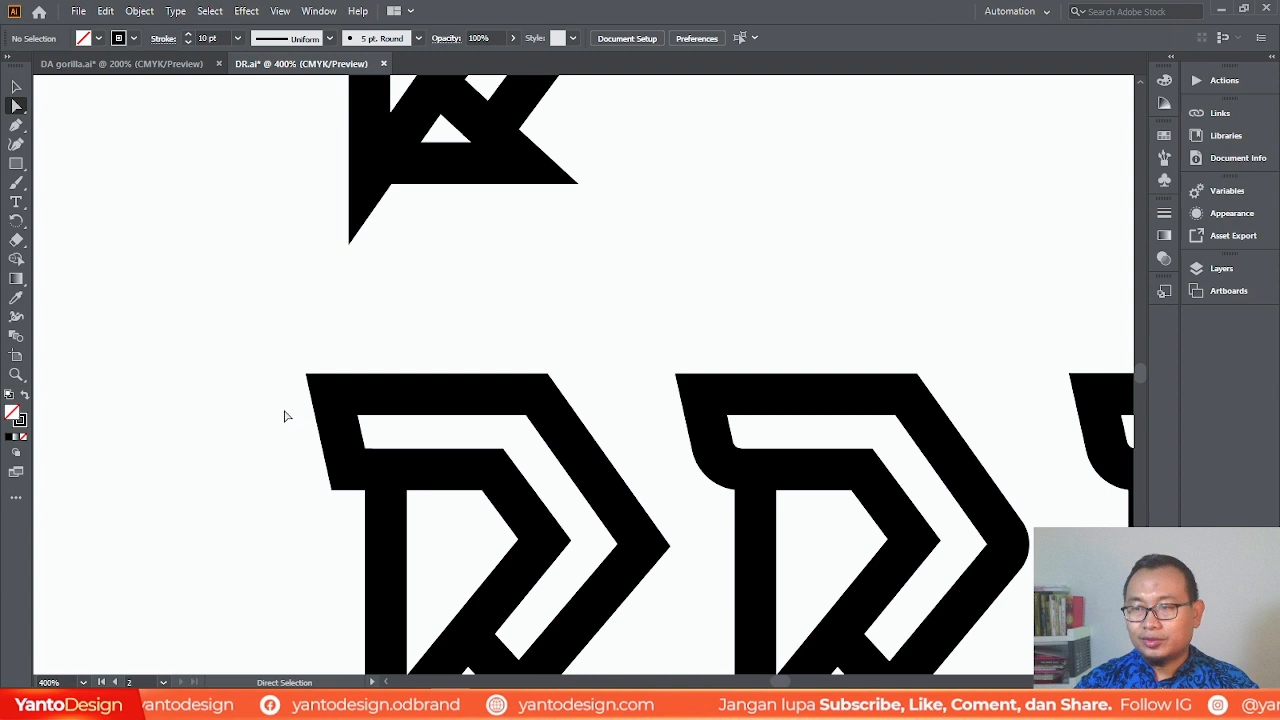 Ai File Edit Object Type Select Effect View Window Help Automation Search Adobe Stock
No Selection Stroke: 10 pt Uniform 5 pt. Round Opacity: 100% Style: Document Setup Preferences
DA gorilla.ai* @ 200% (CMYK/Preview) × DR.ai* @ 400% (CMYK/Preview) ×
Actions
Links
Libraries
Document Info
Variables
Appearance
Asset Export
Layers
Artboards
400% 2 Direct Selection
YantoDesign yantodesign yantodesign.odbrand yantodesign.com Jangan lupa Subscribe, Like, Coment, dan Share. Follow IG @yan